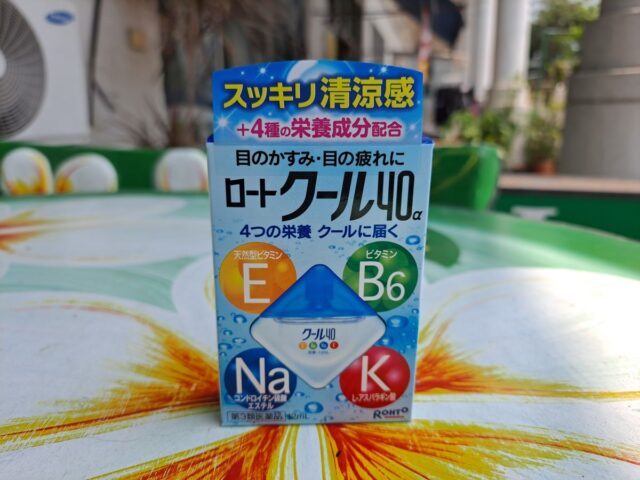 スッキリ清涼感
+4種の栄養成分配合
目のかすみ・目の疲れに
ロートクール40α
4つの栄養 クールに届く
天然型ビタミン
E
ビタミン
B6
クール40
E B6 Na K
Na
コンドロイチン硫酸
エステル
K
L-アスパラギン酸
第3類医薬品 12mL
ROHTO